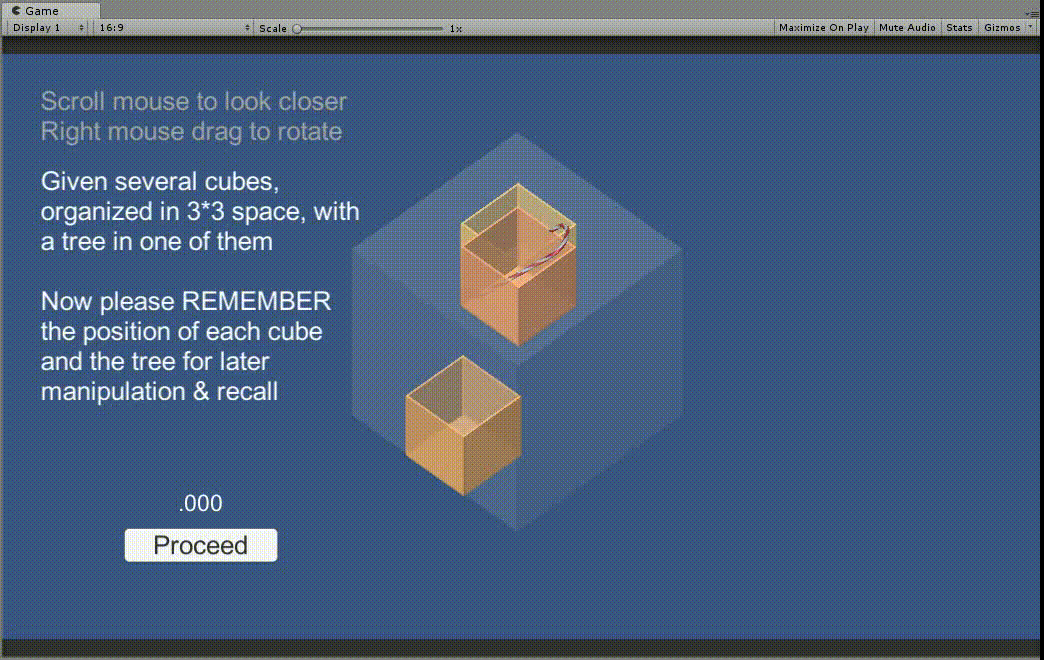 Game
Display 1 16:9 Scale 1x Maximize On Play Mute Audio Stats Gizmos
Scroll mouse to look closer
Right mouse drag to rotate
Given several cubes,
organized in 3*3 space, with
a tree in one of them
Now please REMEMBER
the position of each cube
and the tree for later
manipulation & recall
.000
Proceed